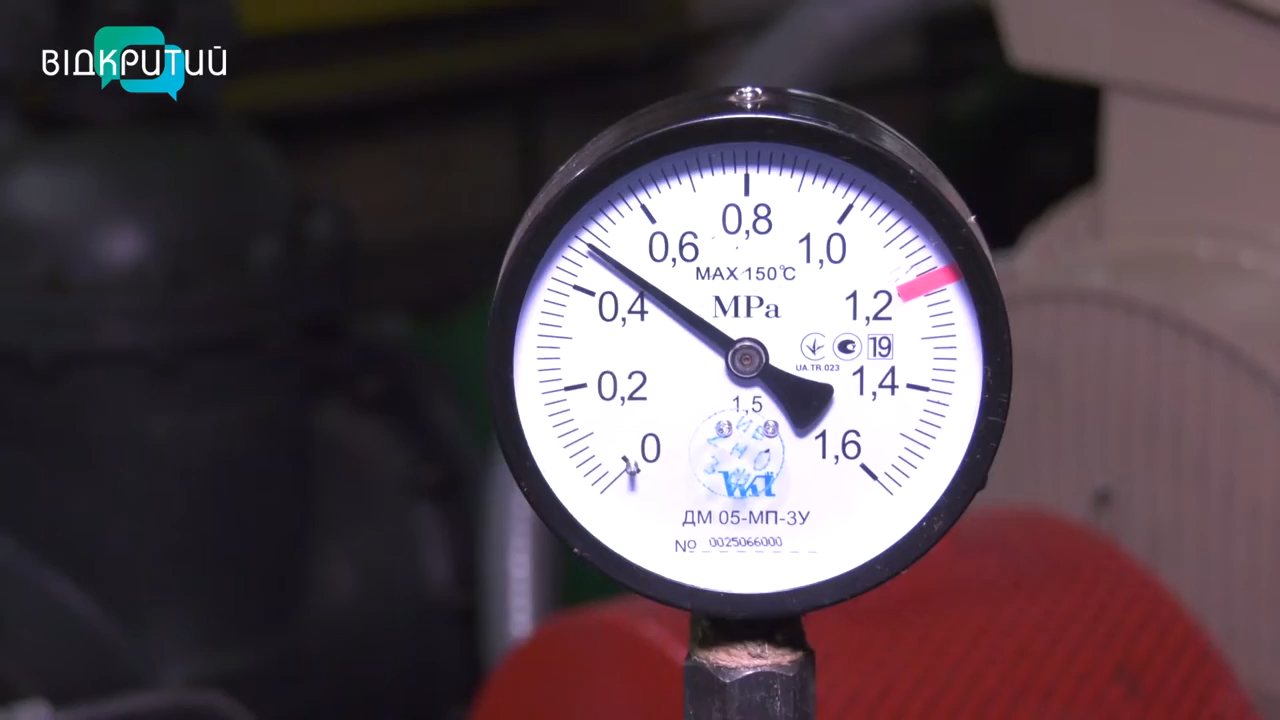 ВІДКРИТИЙ
0,8
0,6 1,0
MAX 150°C
0,4 MPa 1,2
19
UA.TR.023
0,2 1,4
1,5
0 1,6
ДМ 05-МП-3У
№ 0025066000